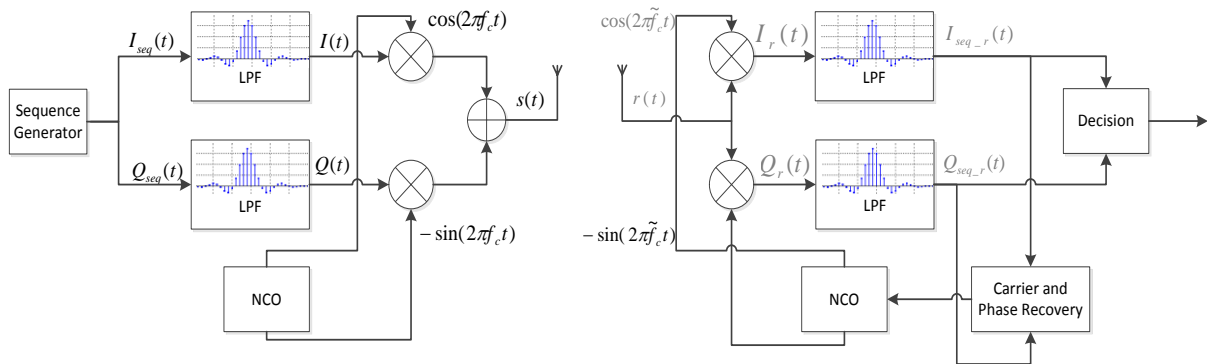 I_seq(t)
LPF
I(t)
cos(2πf_c t)
Sequence
Generator
s(t)
Q_seq(t)
LPF
Q(t)
−sin(2πf_c t)
NCO
cos(2πf̃_c t)
I_r(t)
LPF
I_seq_r(t)
r(t)
Decision
Q_r(t)
LPF
Q_seq_r(t)
−sin(2πf̃_c t)
NCO
Carrier and
Phase Recovery